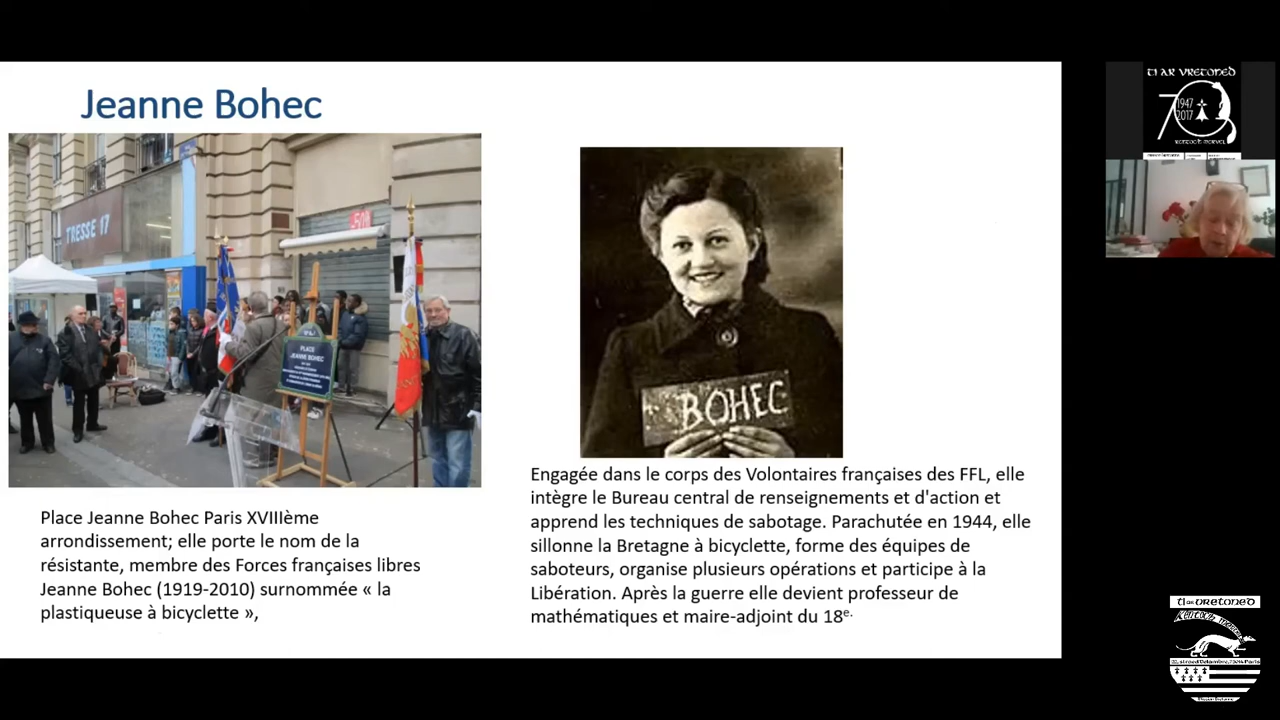 Jeanne Bohec
TRESSE 17
-50%
PLACE
JEANNE BOHEC
BOHEC
Place Jeanne Bohec Paris XVIIIème
arrondissement; elle porte le nom de la
résistante, membre des Forces françaises libres
Jeanne Bohec (1919-2010) surnommée « la
plastiqueuse à bicyclette »,
Engagée dans le corps des Volontaires françaises des FFL, elle
intègre le Bureau central de renseignements et d'action et
apprend les techniques de sabotage. Parachutée en 1944, elle
sillonne la Bretagne à bicyclette, forme des équipes de
saboteurs, organise plusieurs opérations et participe à la
Libération. Après la guerre elle devient professeur de
mathématiques et maire-adjoint du 18e.
TI AR VRETONED
70
1947
2017
TI AR VRETONED